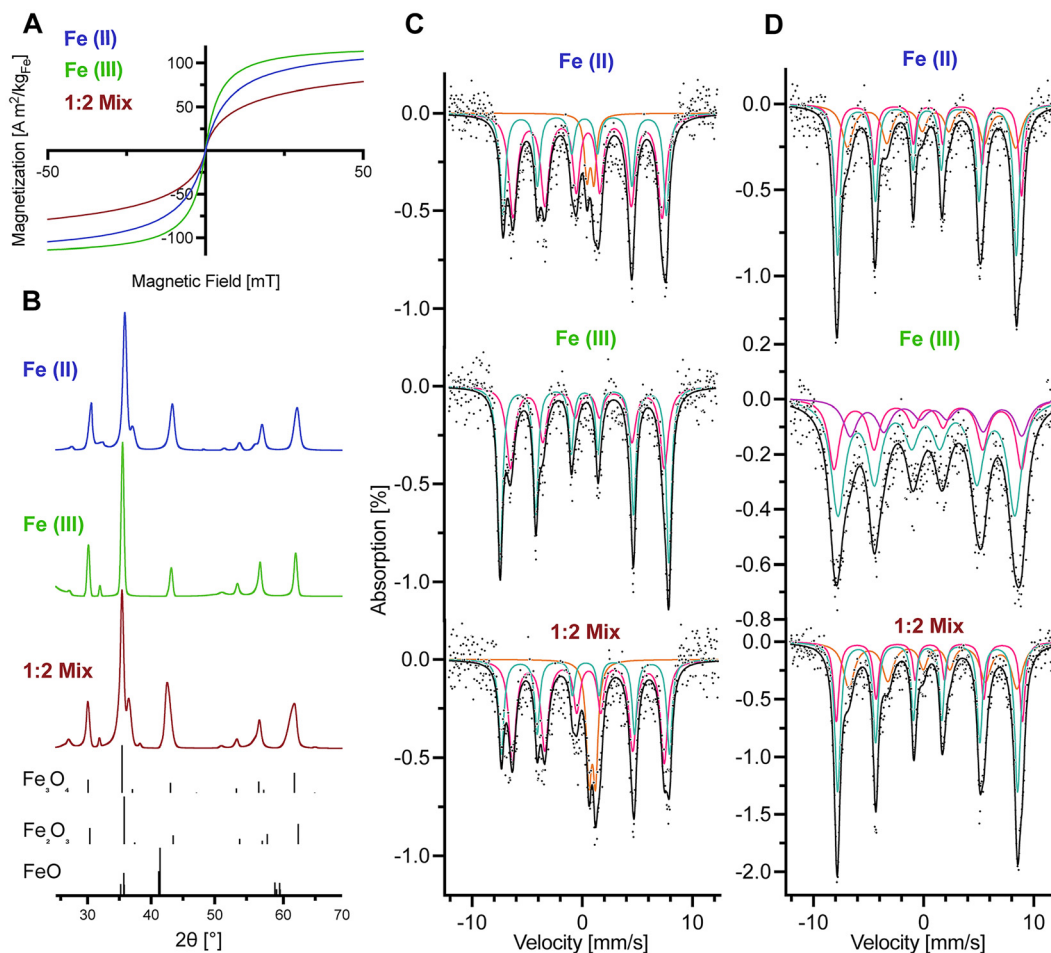 A
Fe (II)
Fe (III)
1:2 Mix
Magnetization [A m²/kgFe]
100
50
-50
50
-50
-100
Magnetic Field [mT]
B
Fe (II)
Fe (III)
1:2 Mix
Fe₃O₄
Fe₂O₃
FeO
30
40
50
60
70
2θ [°]
C
Fe (II)
0.0
-0.5
-1.0
Fe (III)
0.0
-0.5
-1.0
1:2 Mix
0.0
-0.5
-1.0
Absorption [%]
-10
0
10
Velocity [mm/s]
D
Fe (II)
0.0
-0.5
-1.0
Fe (III)
0.2
0.0
-0.2
-0.4
-0.6
-0.8
1:2 Mix
0.0
-0.5
-1.0
-1.5
-2.0
-10
0
10
Velocity [mm/s]